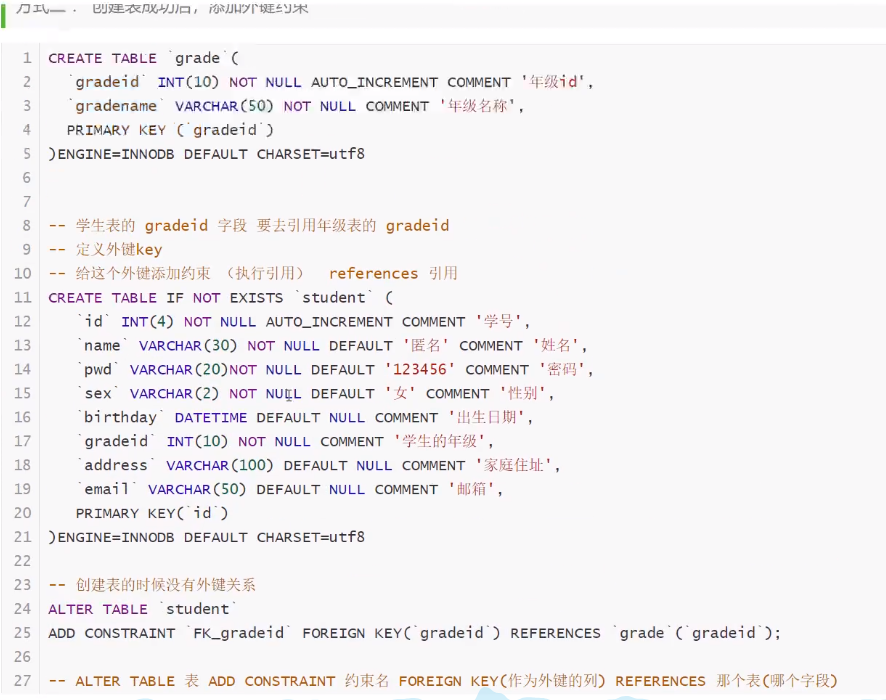 方式二： 创建表成功后，添加外键约束
1 CREATE TABLE `grade`(
2 `gradeid` INT(10) NOT NULL AUTO_INCREMENT COMMENT '年级id',
3 `gradename` VARCHAR(50) NOT NULL COMMENT '年级名称',
4 PRIMARY KEY (`gradeid`)
5 )ENGINE=INNODB DEFAULT CHARSET=utf8
6
7
8 -- 学生表的 gradeid 字段 要去引用年级表的 gradeid
9 -- 定义外键key
10 -- 给这个外键添加约束 （执行引用） references 引用
11 CREATE TABLE IF NOT EXISTS `student` (
12 `id` INT(4) NOT NULL AUTO_INCREMENT COMMENT '学号',
13 `name` VARCHAR(30) NOT NULL DEFAULT '匿名' COMMENT '姓名',
14 `pwd` VARCHAR(20)NOT NULL DEFAULT '123456' COMMENT '密码',
15 `sex` VARCHAR(2) NOT NULL DEFAULT '女' COMMENT '性别',
16 `birthday` DATETIME DEFAULT NULL COMMENT '出生日期',
17 `gradeid` INT(10) NOT NULL COMMENT '学生的年级',
18 `address` VARCHAR(100) DEFAULT NULL COMMENT '家庭住址',
19 `email` VARCHAR(50) DEFAULT NULL COMMENT '邮箱',
20 PRIMARY KEY(`id`)
21 )ENGINE=INNODB DEFAULT CHARSET=utf8
22
23 -- 创建表的时候没有外键关系
24 ALTER TABLE `student`
25 ADD CONSTRAINT `FK_gradeid` FOREIGN KEY(`gradeid`) REFERENCES `grade`(`gradeid`);
26
27 -- ALTER TABLE 表 ADD CONSTRAINT 约束名 FOREIGN KEY(作为外键的列) REFERENCES 那个表(哪个字段)